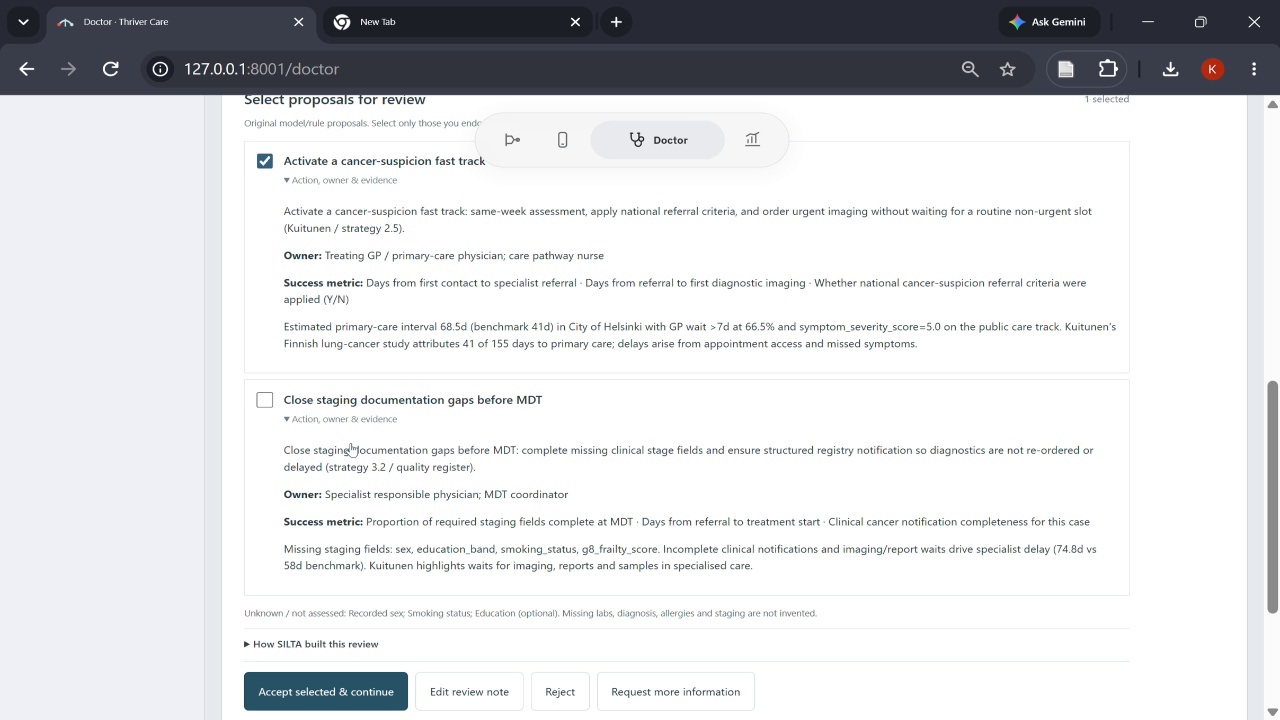 Doctor · Thriver Care
New Tab
Ask Gemini
127.0.0.1:8001/doctor
K
Select proposals for review
1 selected
Original model/rule proposals. Select only those you endo
Doctor
Activate a cancer-suspicion fast track
▾ Action, owner & evidence
Activate a cancer-suspicion fast track: same-week assessment, apply national referral criteria, and order urgent imaging without waiting for a routine non-urgent slot
(Kuitunen / strategy 2.5).
Owner: Treating GP / primary-care physician; care pathway nurse
Success metric: Days from first contact to specialist referral · Days from referral to first diagnostic imaging · Whether national cancer-suspicion referral criteria were
applied (Y/N)
Estimated primary-care interval 68.5d (benchmark 41d) in City of Helsinki with GP wait >7d at 66.5% and symptom_severity_score=5.0 on the public care track. Kuitunen's
Finnish lung-cancer study attributes 41 of 155 days to primary care; delays arise from appointment access and missed symptoms.
Close staging documentation gaps before MDT
▾ Action, owner & evidence
Close staging documentation gaps before MDT: complete missing clinical stage fields and ensure structured registry notification so diagnostics are not re-ordered or
delayed (strategy 3.2 / quality register).
Owner: Specialist responsible physician; MDT coordinator
Success metric: Proportion of required staging fields complete at MDT · Days from referral to treatment start · Clinical cancer notification completeness for this case
Missing staging fields: sex, education_band, smoking_status, g8_frailty_score. Incomplete clinical notifications and imaging/report waits drive specialist delay (74.8d vs
58d benchmark). Kuitunen highlights waits for imaging, reports and samples in specialised care.
Unknown / not assessed: Recorded sex; Smoking status; Education (optional). Missing labs, diagnosis, allergies and staging are not invented.
▸ How SILTA built this review
Accept selected & continue
Edit review note
Reject
Request more information